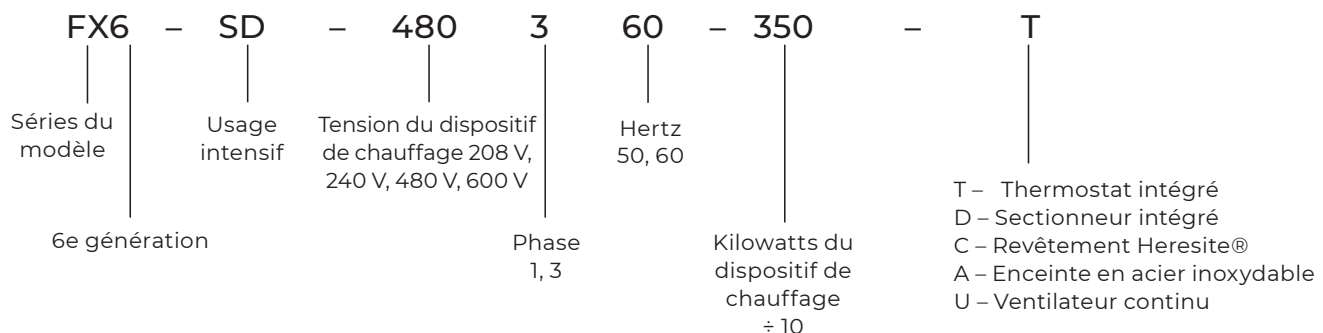 FX6 – SD – 480 3 60 – 350 – T
Séries du
modèle
Usage
intensif
Tension du dispositif
de chauffage 208 V,
240 V, 480 V, 600 V
Hertz
50, 60
6e génération
Phase
1, 3
Kilowatts du
dispositif de
chauffage
÷ 10
T – Thermostat intégré
D – Sectionneur intégré
C – Revêtement Heresite®
A – Enceinte en acier inoxydable
U – Ventilateur continu